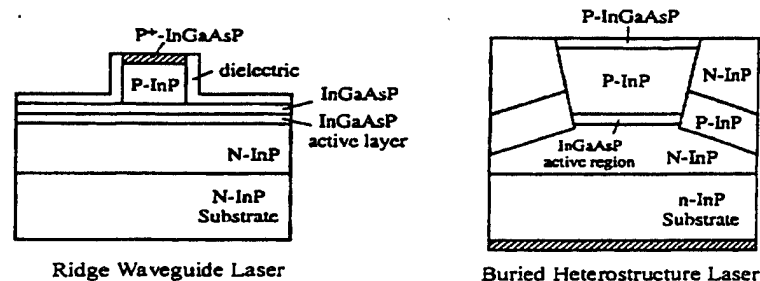 P+-InGaAsP
P-InP
dielectric
InGaAsP
InGaAsP
active layer
N-InP
N-InP
Substrate
Ridge Waveguide Laser
P-InGaAsP
P-InP
N-InP
P-InP
InGaAsP
active region
N-InP
n-InP
Substrate
Buried Heterostructure Laser